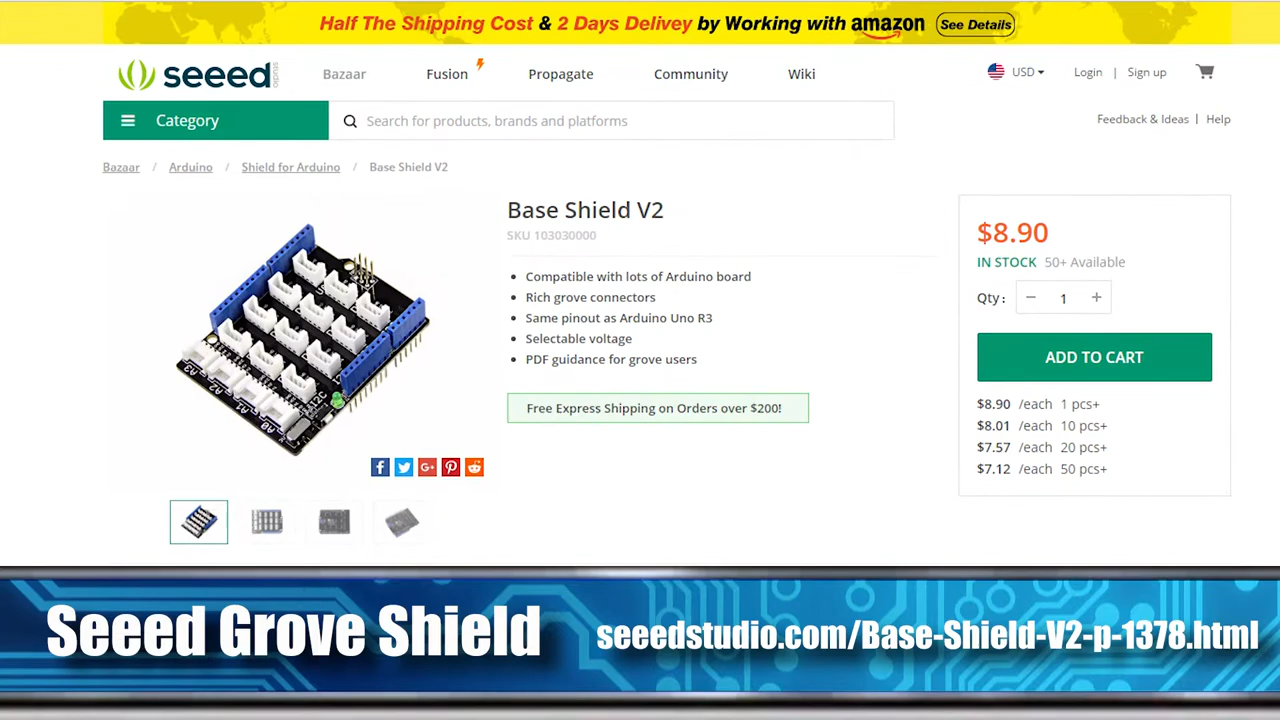 Half The Shipping Cost & 2 Days Delivey by Working with amazon See Details
seeed studio
Bazaar Fusion Propagate Community Wiki
USD Login | Sign up
Category
Search for products, brands and platforms
Feedback & Ideas | Help
Bazaar / Arduino / Shield for Arduino / Base Shield V2
Base Shield V2
SKU 103030000
Compatible with lots of Arduino board
Rich grove connectors
Same pinout as Arduino Uno R3
Selectable voltage
PDF guidance for grove users
Free Express Shipping on Orders over $200!
A3
A2
A1
A0
I2C
$8.90
IN STOCK 50+ Available
Qty : − 1 +
ADD TO CART
$8.90 /each 1 pcs+
$8.01 /each 10 pcs+
$7.57 /each 20 pcs+
$7.12 /each 50 pcs+
Seeed Grove Shield
seeedstudio.com/Base-Shield-V2-p-1378.html